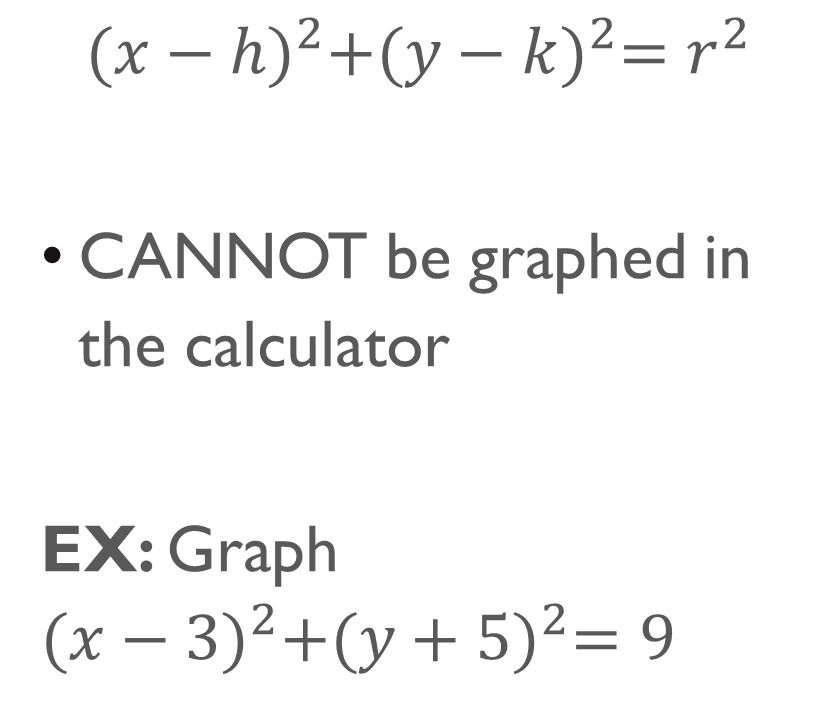 (x − h)²+(y − k)²= r²
• CANNOT be graphed in
the calculator
EX: Graph
(x − 3)²+(y + 5)²= 9